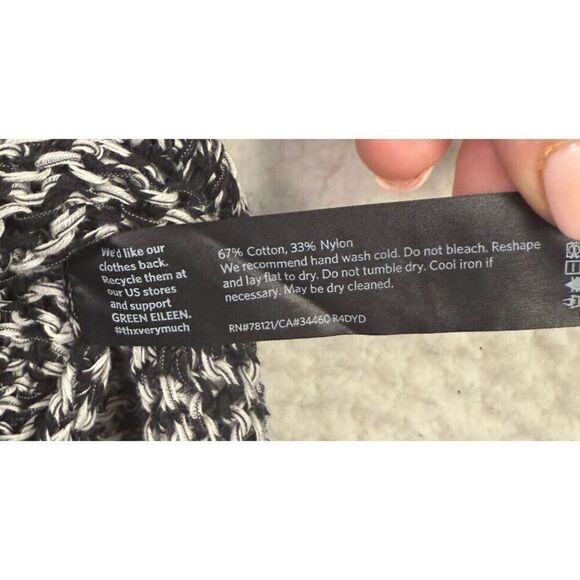 We'd like our
clothes back.
Recycle them at
our US stores
and support
GREEN EILEEN.
#thxverymuch
67% Cotton, 33% Nylon
We recommend hand wash cold. Do not bleach. Reshape
and lay flat to dry. Do not tumble dry. Cool iron if
necessary. May be dry cleaned.
RN#78121/CA#34460 R4DYD